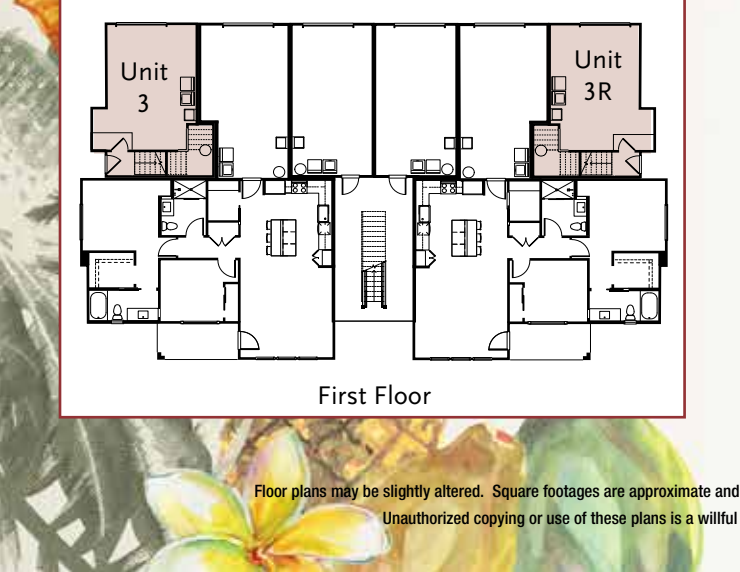 Unit
3
Unit
3R
First Floor
Floor plans may be slightly altered. Square footages are approximate and
Unauthorized copying or use of these plans is a willful